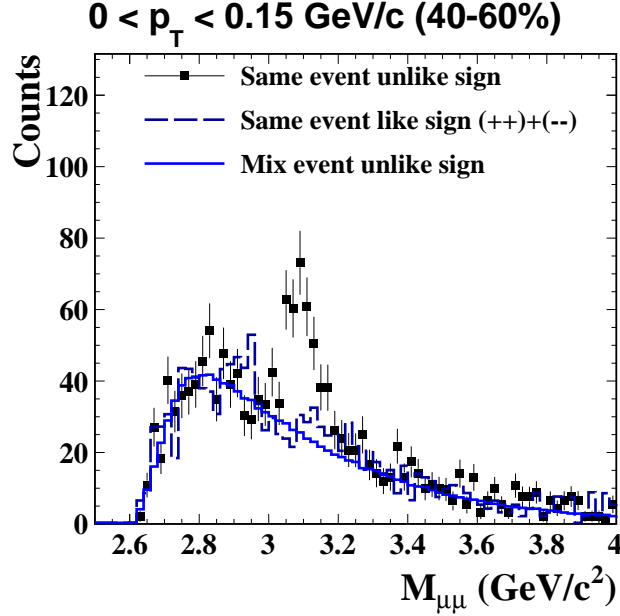 0 < p_T < 0.15 GeV/c (40-60%)
Counts
120
100
80
60
40
20
0
Same event unlike sign
Same event like sign (++)+(--)
Mix event unlike sign
2.6 2.8 3 3.2 3.4 3.6 3.8 4
M_μμ (GeV/c²)